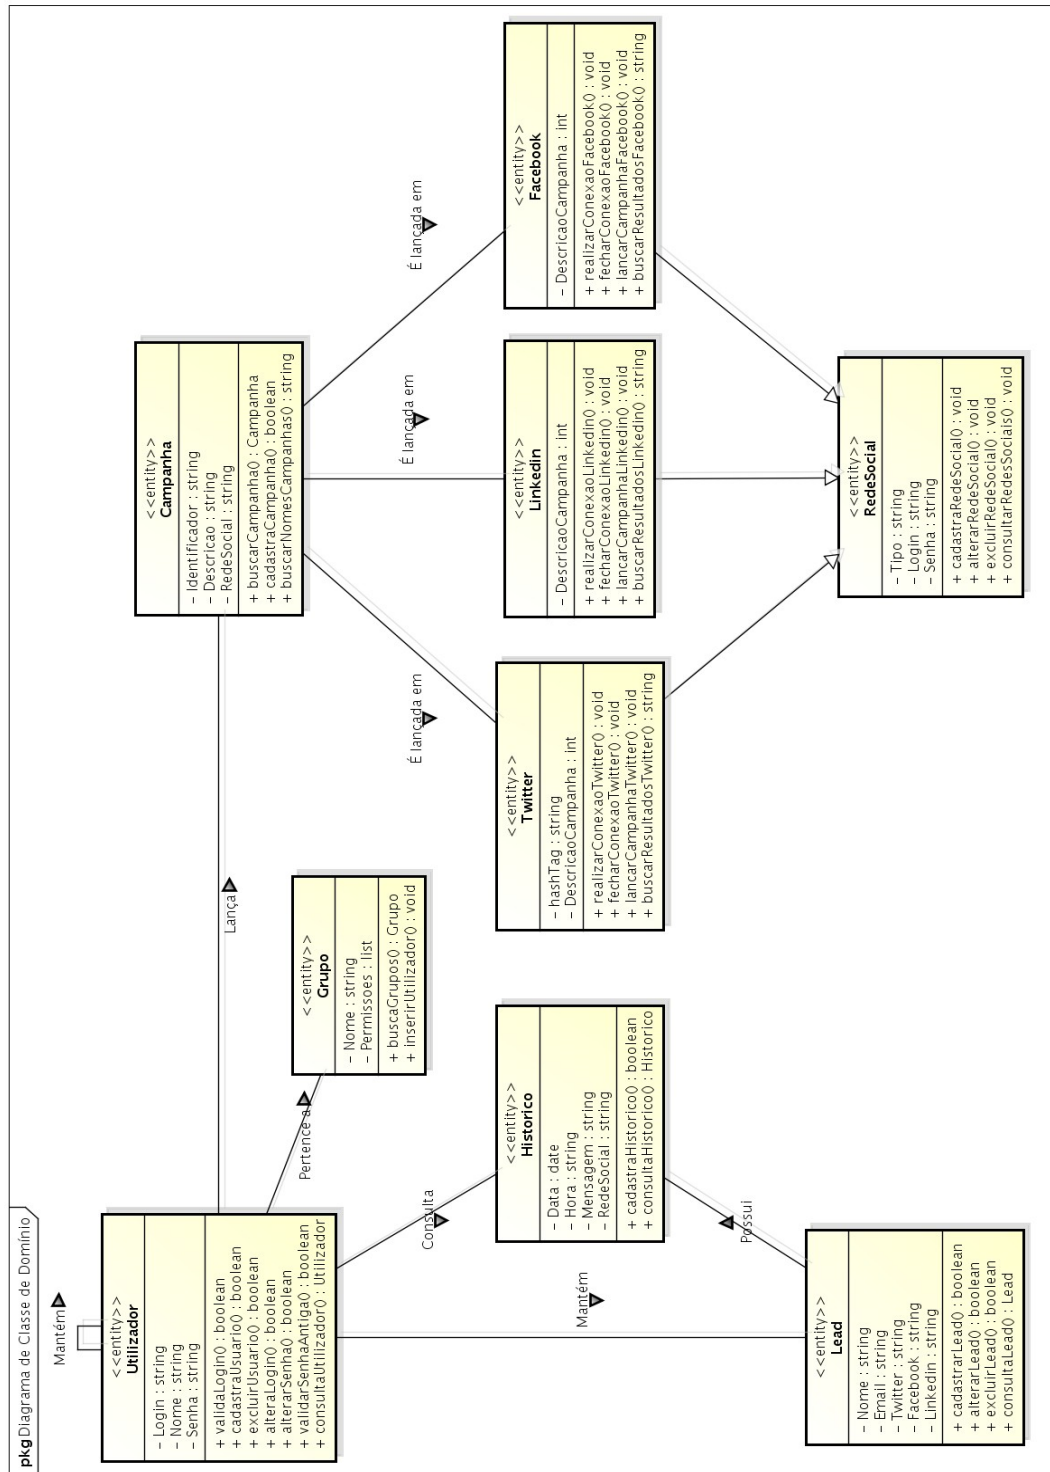 pkg Diagrama de Classe de Domínio
Mantém
<<entity>>
Utilizador
- Login : string
- Nome : string
- Senha : string
+ validaLogin() : boolean
+ cadastraUsuario() : boolean
+ excluirUsuario() : boolean
+ alteraLogin() : boolean
+ alterarSenha() : boolean
+ validarSenhaAntiga() : boolean
+ consultaUtilizador() : Utilizador
Lança
Pertence a
<<entity>>
Grupo
- Nome : string
- Permissoes : list
+ buscaGrupos() : Grupo
+ inserirUtilizador() : void
<<entity>>
Campanha
- Identificador : string
- Descricao : string
- RedeSocial : string
+ buscarCampanha() : Campanha
+ cadastraCampanha() : boolean
+ buscarNomesCampanhas() : string
Consulta
Mantém
É lançada em
É lançada em
É lançada em
<<entity>>
Historico
- Data : date
- Hora : string
- Mensagem : string
- RedeSocial : string
+ cadastraHistorico() : boolean
+ consultaHistorico() : Historico
<<entity>>
Twitter
- hashTag : string
- DescricaoCampanha : int
+ realizarConexaoTwitter() : void
+ fecharConexaoTwitter() : void
+ lancarCampanhaTwitter() : void
+ buscarResultadosTwitter() : string
<<entity>>
Linkedin
- DescricaoCampanha : int
+ realizarConexaoLinkedin() : void
+ fecharConexaoLinkedin() : void
+ lancarCampanhaLinkedin() : void
+ buscarResultadosLinkedin() : string
<<entity>>
Facebook
- DescricaoCampanha : int
+ realizarConexaoFacebook() : void
+ fecharConexaoFacebook() : void
+ lancarCampanhaFacebook() : void
+ buscarResultadosFacebook() : string
Possui
<<entity>>
Lead
- Nome : string
- Email : string
- Twitter : string
- Facebook : string
- Linkedin : string
+ cadastrarLead() : boolean
+ alterarLead() : boolean
+ excluirLead() : boolean
+ consultaLead() : Lead
<<entity>>
RedeSocial
- Tipo : string
- Login : string
- Senha : string
+ cadastraRedeSocial() : void
+ alterarRedeSocial() : void
+ excluirRedeSocial() : void
+ consultarRedesSociais() : void